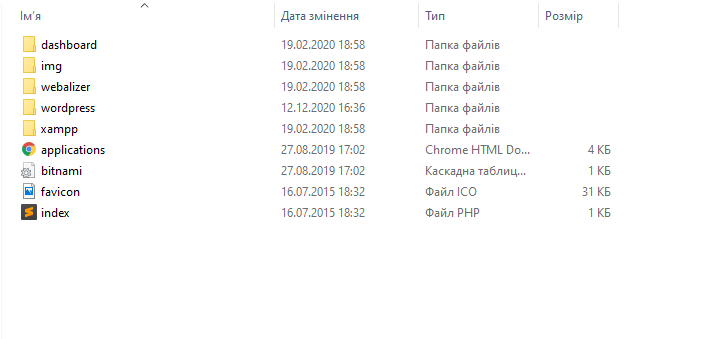 Ім'я Дата змінення Тип Розмір
dashboard 19.02.2020 18:58 Папка файлів
img 19.02.2020 18:58 Папка файлів
webalizer 19.02.2020 18:58 Папка файлів
wordpress 12.12.2020 16:36 Папка файлів
xampp 19.02.2020 18:58 Папка файлів
applications 27.08.2019 17:02 Chrome HTML Do... 4 КБ
bitnami 27.08.2019 17:02 Каскадна таблиц... 1 КБ
favicon 16.07.2015 18:32 Файл ICO 31 КБ
index 16.07.2015 18:32 Файл PHP 1 КБ